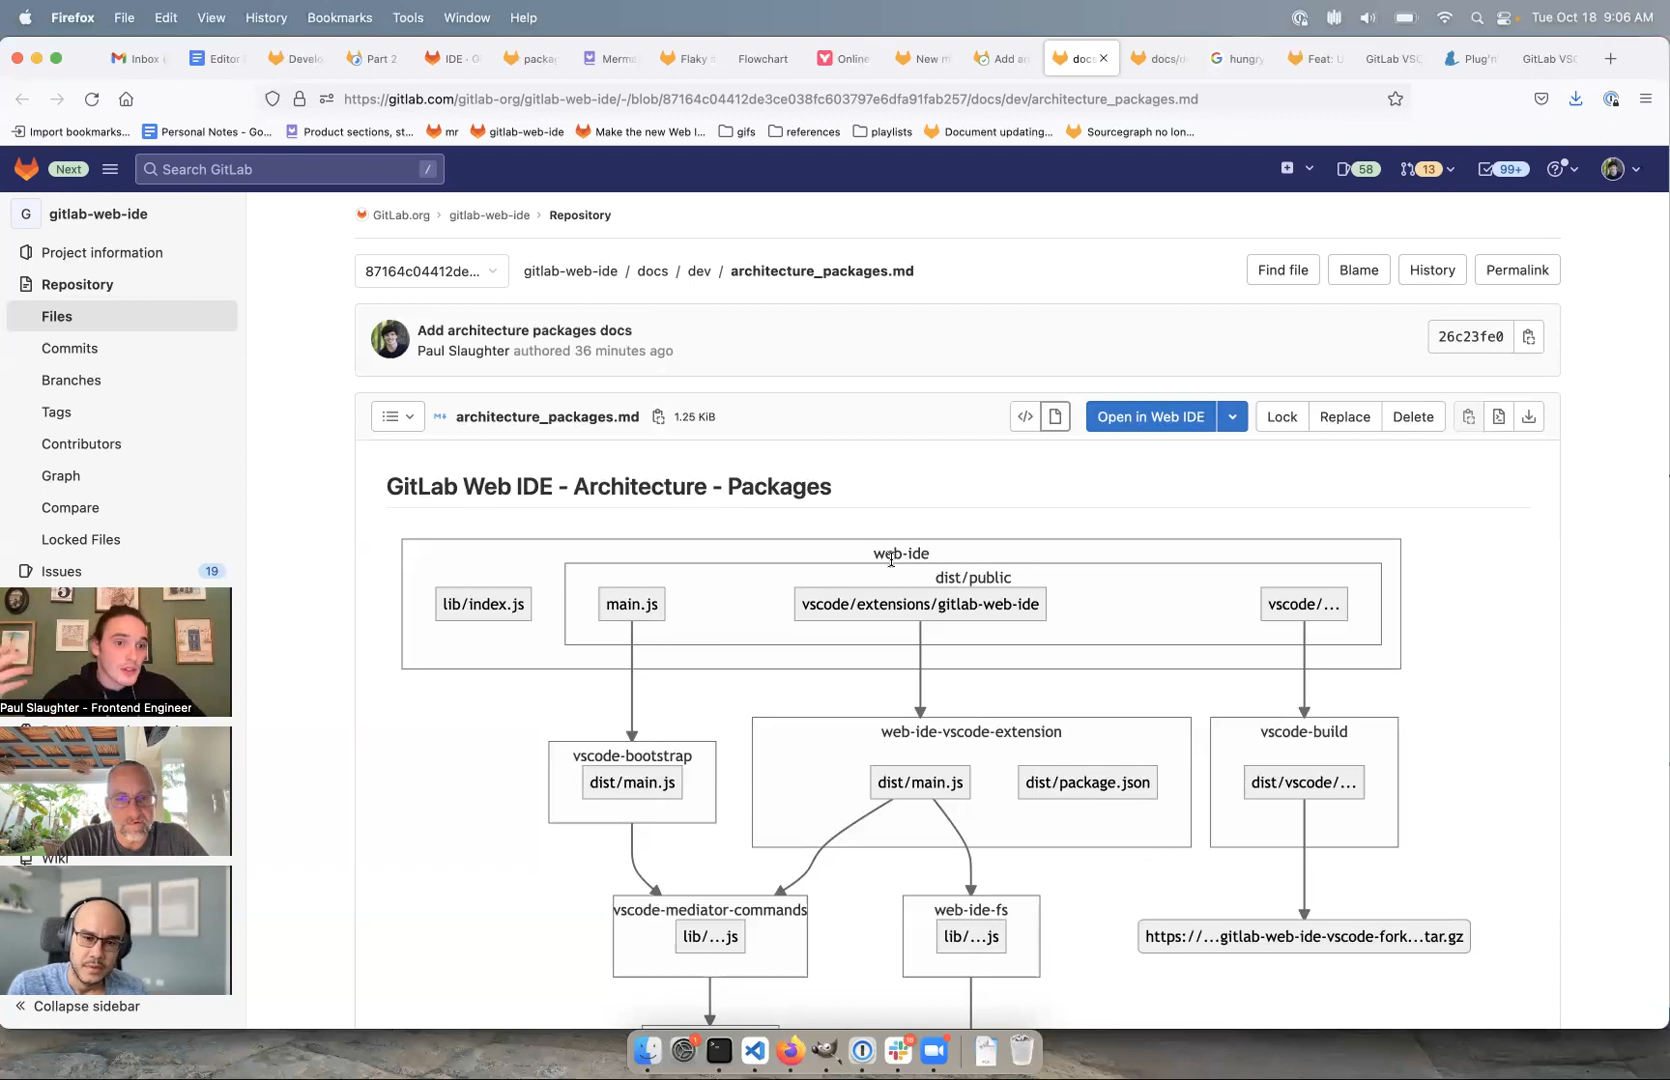 Firefox File Edit View History Bookmarks Tools Window Help Tue Oct 18 9:06 AM
Inbox Editor Develo Part 2 IDE - G packa Merma Flaky s Flowchart Online New m Add an docs docs/d hungry Feat: U GitLab VSC Plug'n' GitLab VSC
https://gitlab.com/gitlab-org/gitlab-web-ide/-/blob/87164c04412de3ce038fc603797e6dfa91fab257/docs/dev/architecture_packages.md
Import bookmarks... Personal Notes - Go... Product sections, st... mr gitlab-web-ide Make the new Web I... gifs references playlists Document updating... Sourcegraph no lon...
Next Search GitLab / 58 13 99+
G gitlab-web-ide
Project information
Repository
Files
Commits
Branches
Tags
Contributors
Graph
Compare
Locked Files
Issues 19
Paul Slaughter - Frontend Engineer
Wiki
Collapse sidebar
GitLab.org › gitlab-web-ide › Repository
87164c04412de... gitlab-web-ide / docs / dev / architecture_packages.md Find file Blame History Permalink
Add architecture packages docs
Paul Slaughter authored 36 minutes ago
26c23fe0
architecture_packages.md 1.25 KiB Open in Web IDE Lock Replace Delete
GitLab Web IDE - Architecture - Packages
web-ide
dist/public
lib/index.js main.js vscode/extensions/gitlab-web-ide vscode/...
web-ide-vscode-extension vscode-build
vscode-bootstrap
dist/main.js dist/main.js dist/package.json dist/vscode/...
vscode-mediator-commands web-ide-fs
lib/...js lib/...js https://...gitlab-web-ide-vscode-fork...tar.gz